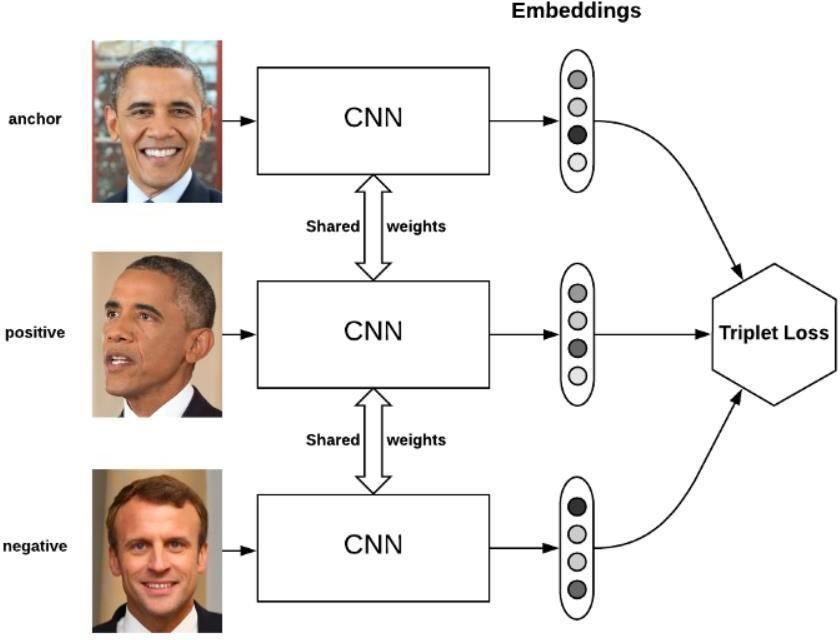 Embeddings
anchor
CNN
Shared weights
positive
CNN
Triplet Loss
Shared weights
negative
CNN